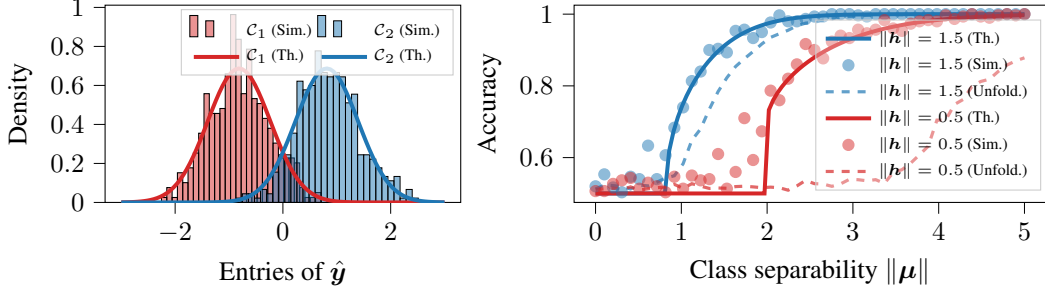 Density
1
0.8
0.6
0.4
0.2
0
C₁ (Sim.) C₂ (Sim.)
C₁ (Th.) C₂ (Th.)
−2 0 2
Entries of ŷ
Accuracy
1
0.8
0.6
‖h‖ = 1.5 (Th.)
‖h‖ = 1.5 (Sim.)
‖h‖ = 1.5 (Unfold.)
‖h‖ = 0.5 (Th.)
‖h‖ = 0.5 (Sim.)
‖h‖ = 0.5 (Unfold.)
0 1 2 3 4 5
Class separability ‖μ‖